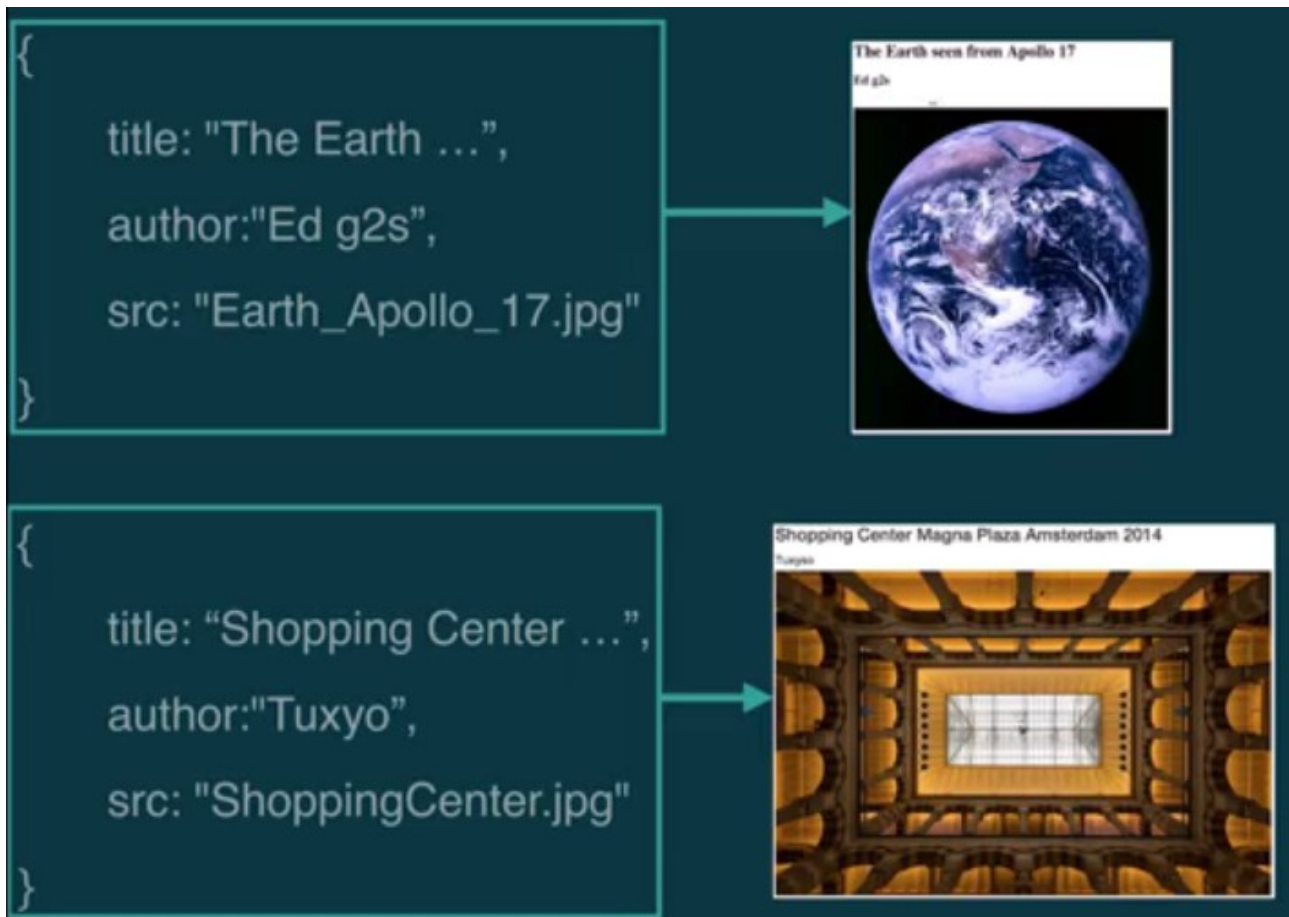 {
title: "The Earth …”,
author:"Ed g2s”,
src: "Earth_Apollo_17.jpg"
}
The Earth seen from Apollo 17
Ed g2s
{
title: “Shopping Center …”,
author:"Tuxyo”,
src: "ShoppingCenter.jpg"
}
Shopping Center Magna Plaza Amsterdam 2014
Tuxyso